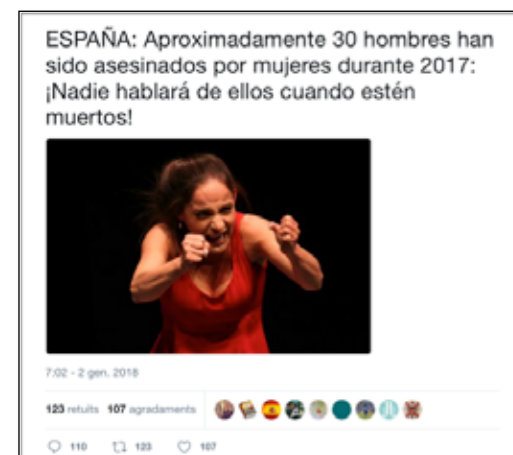 ESPAÑA: Aproximadamente 30 hombres han
sido asesinados por mujeres durante 2017:
¡Nadie hablará de ellos cuando estén
muertos!
7:02 - 2 gen. 2018
123 retuits 107 agradaments
110 123 107